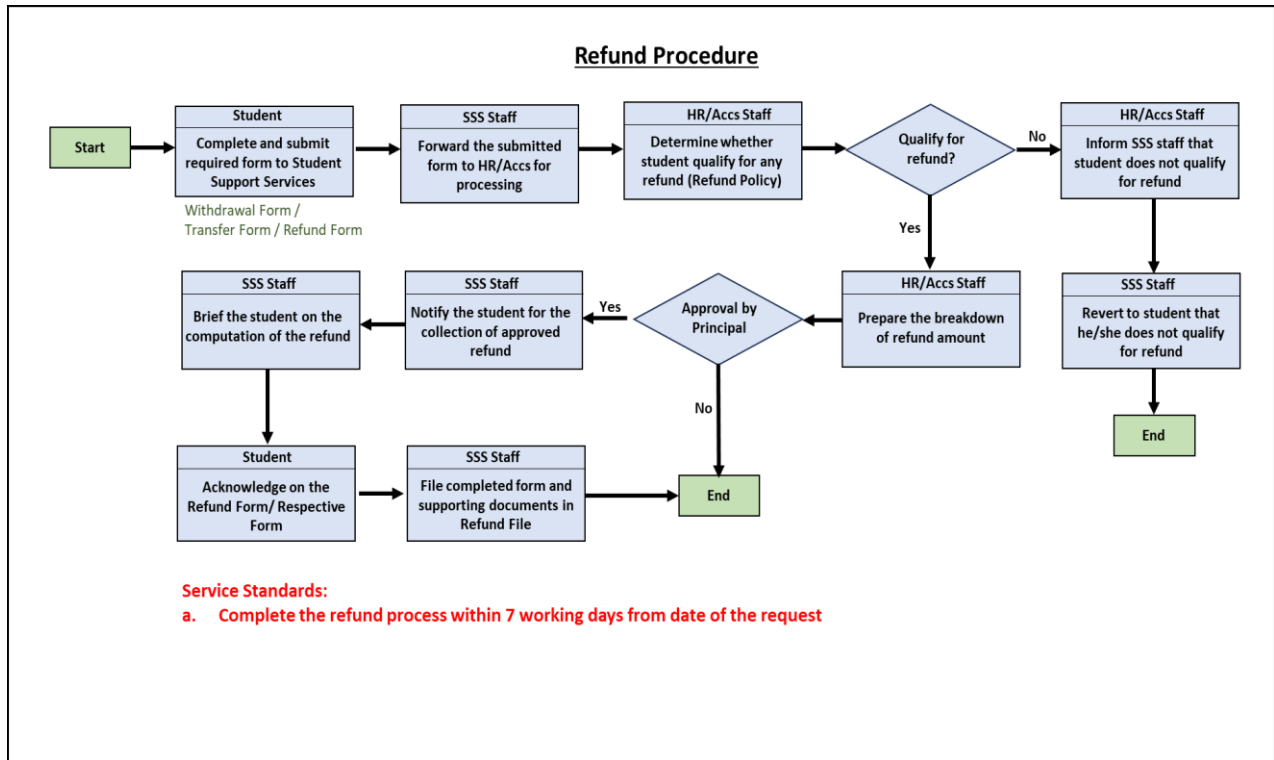 Refund Procedure
Start
Student
Complete and submit
required form to Student
Support Services
Withdrawal Form /
Transfer Form / Refund Form
SSS Staff
Forward the submitted
form to HR/Accs for
processing
HR/Accs Staff
Determine whether
student qualify for any
refund (Refund Policy)
Qualify for
refund?
No
HR/Accs Staff
Inform SSS staff that
student does not qualify
for refund
Yes
SSS Staff
Brief the student on the
computation of the refund
SSS Staff
Notify the student for the
collection of approved
refund
Yes
Approval by
Principal
HR/Accs Staff
Prepare the breakdown
of refund amount
SSS Staff
Revert to student that
he/she does not qualify
for refund
No
End
Student
Acknowledge on the
Refund Form/ Respective
Form
SSS Staff
File completed form and
supporting documents in
Refund File
End
Service Standards:
a. Complete the refund process within 7 working days from date of the request